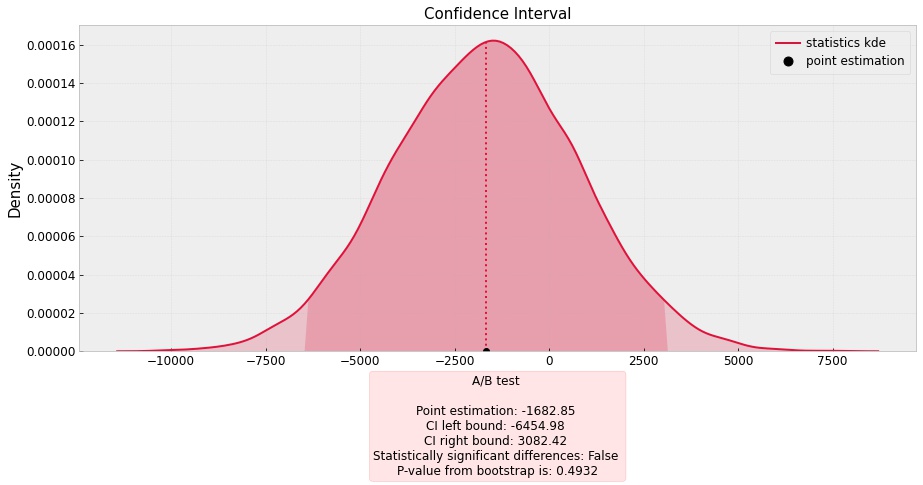 Confidence Interval
statistics kde
point estimation
Density
0.00016
0.00014
0.00012
0.00010
0.00008
0.00006
0.00004
0.00002
0.00000
−10000 −7500 −5000 −2500 0 2500 5000 7500
A/B test
Point estimation: -1682.85
CI left bound: -6454.98
CI right bound: 3082.42
Statistically significant differences: False
P-value from bootstrap is: 0.4932